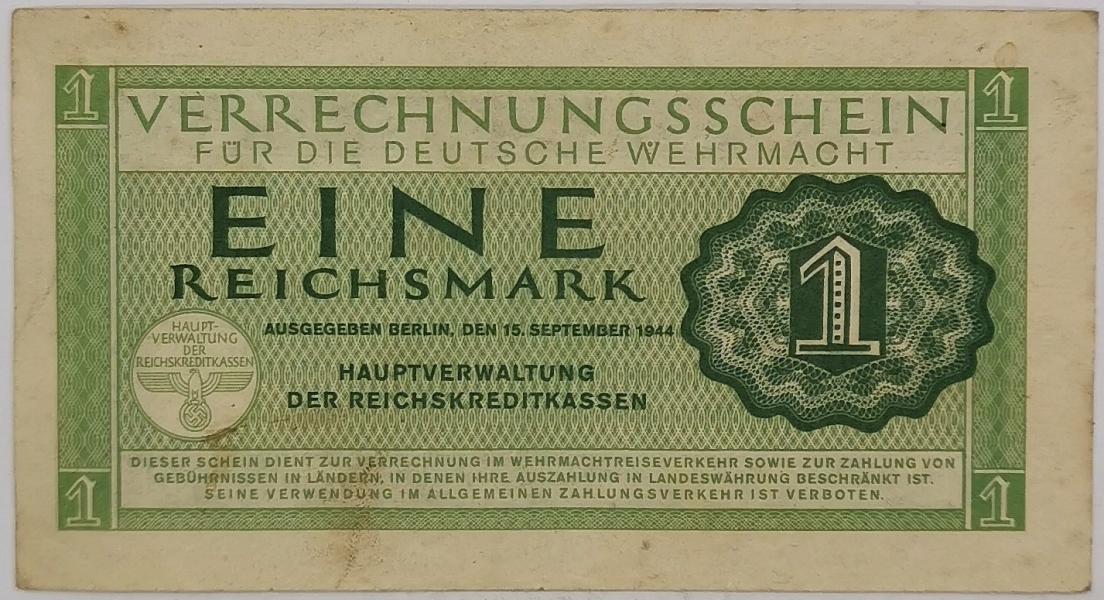 1 1
VERRECHNUNGSSCHEIN
FÜR DIE DEUTSCHE WEHRMACHT
EINE
REICHSMARK
1
HAUPT-
VERWALTUNG
DER
REICHSKREDITKASSEN
AUSGEGEBEN BERLIN, DEN 15. SEPTEMBER 1944
HAUPTVERWALTUNG
DER REICHSKREDITKASSEN
DIESER SCHEIN DIENT ZUR VERRECHNUNG IM WEHRMACHTREISEVERKEHR SOWIE ZUR ZAHLUNG VON
GEBÜHRNISSEN IN LÄNDERN, IN DENEN IHRE AUSZAHLUNG IN LANDESWÄHRUNG BESCHRÄNKT IST.
SEINE VERWENDUNG IM ALLGEMEINEN ZAHLUNGSVERKEHR IST VERBOTEN.
1 1